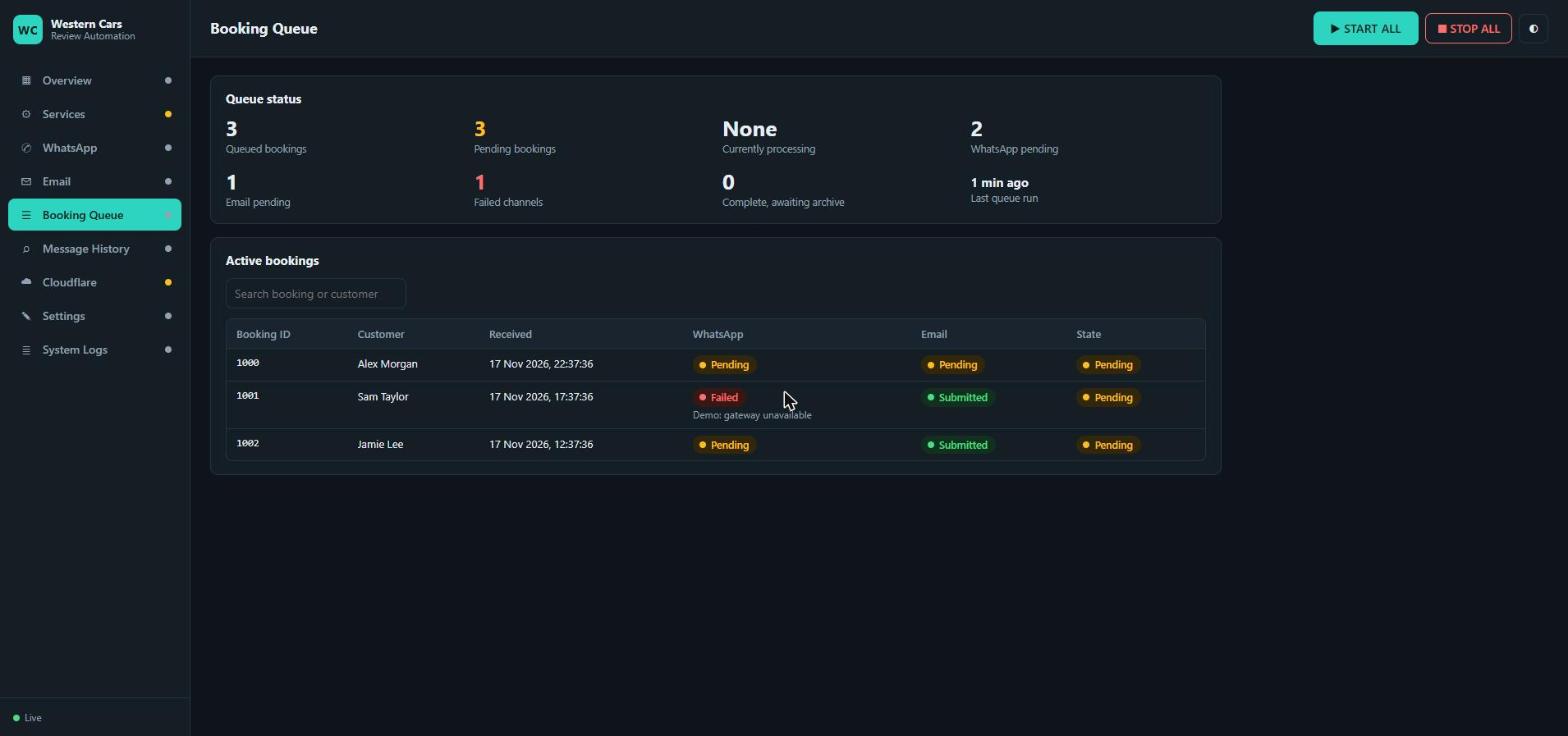 WC
Western Cars
Review Automation
Overview
Services
WhatsApp
Email
Booking Queue
Message History
Cloudflare
Settings
System Logs
Live
Booking Queue
START ALL
STOP ALL
Queue status
3
Queued bookings
3
Pending bookings
None
Currently processing
2
WhatsApp pending
1
Email pending
1
Failed channels
0
Complete, awaiting archive
1 min ago
Last queue run
Active bookings
Search booking or customer
Booking ID Customer Received WhatsApp Email State
1000 Alex Morgan 17 Nov 2026, 22:37:36 Pending Pending Pending
1001 Sam Taylor 17 Nov 2026, 17:37:36 Failed Submitted Pending
Demo: gateway unavailable
1002 Jamie Lee 17 Nov 2026, 12:37:36 Pending Submitted Pending